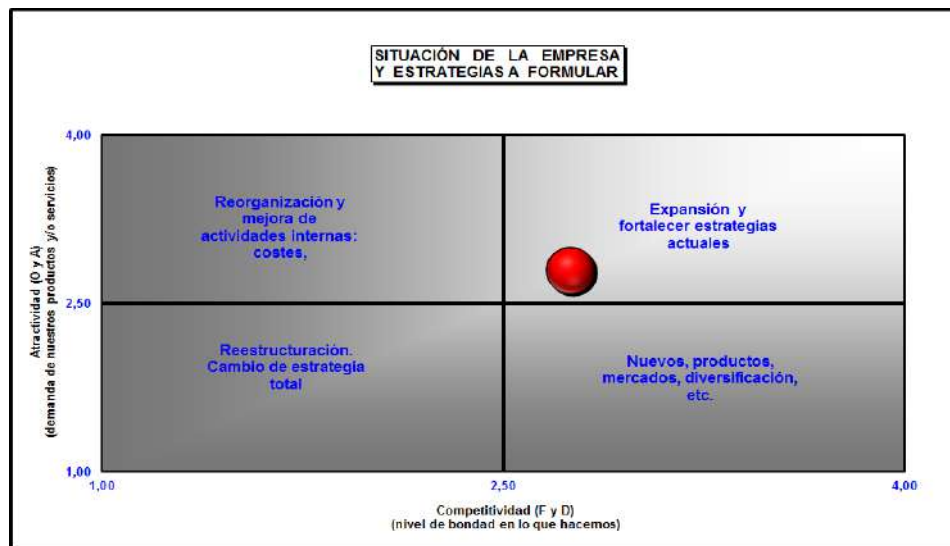 SITUACIÓN DE LA EMPRESA
Y ESTRATEGIAS A FORMULAR
4,00
Reorganización y
mejora de
actividades internas:
costes,
Expansión y
fortalecer estrategias
actuales
Atractividad (O y A)
(demanda de nuestros productos y/o servicios)
2,50
Reestructuración.
Cambio de estrategia
total
Nuevos, productos,
mercados, diversificación,
etc.
1,00
1,00
2,50
4,00
Competitividad (F y D)
(nivel de bondad en lo que hacemos)